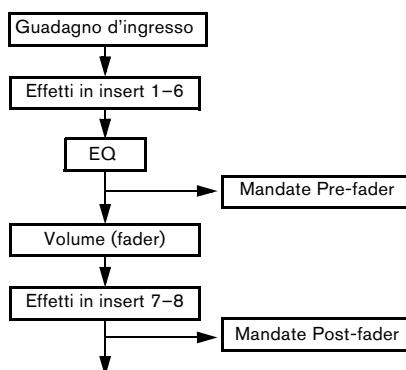 Guadagno d'ingresso
Effetti in insert 1–6
EQ
Mandate Pre-fader
Volume (fader)
Effetti in insert 7–8
Mandate Post-fader